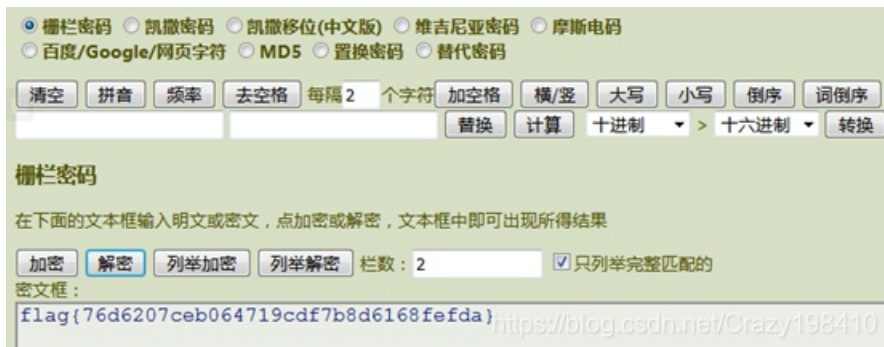 栅栏密码 凯撒密码 凯撒移位(中文版) 维吉尼亚密码 摩斯电码
百度/Google/网页字符 MD5 置换密码 替代密码
清空 拼音 频率 去空格 每隔 2 个字符 加空格 横/竖 大写 小写 倒序 词倒序
替换 计算 十进制 > 十六进制 转换
栅栏密码
在下面的文本框输入明文或密文，点加密或解密，文本框中即可出现所得结果
加密 解密 列举加密 列举解密 栏数：2 只列举完整匹配的
密文框：
flag{76d6207ceb064719cdf7b8d6168fefda}
https://blog.csdn.net/Crazy198410